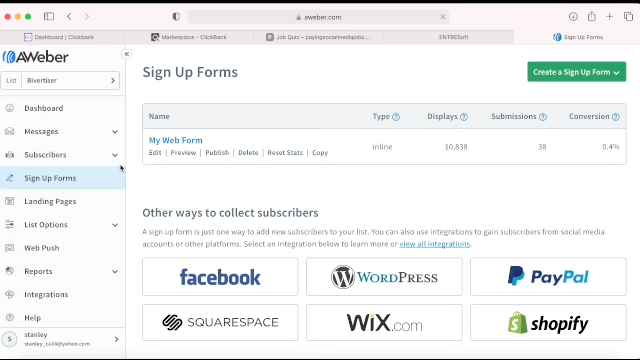 aweber.com
Dashboard | Clickbank
Marketplace – ClickBank
Job Quiz – payingsocialmediajobs...
ENTRESoft
Sign Up Forms
AWeber
List Bivertiser
Dashboard
Messages
Subscribers
Sign Up Forms
Landing Pages
List Options
Web Push
Reports
Integrations
Help
S stanley
stanley_ca24@yahoo.com
Sign Up Forms
Create a Sign Up Form
Name Type Displays Submissions Conversion
My Web Form inline 10,838 38 0.4%
Edit | Preview | Publish | Delete | Reset Stats | Copy
Other ways to collect subscribers
A sign up form is just one way to add new subscribers to your list. You can also use integrations to gain subscribers from social media
accounts or other platforms. Select an integration below to learn more or view all integrations.
facebook WORDPRESS PayPal
SQUARESPACE WiX.com shopify